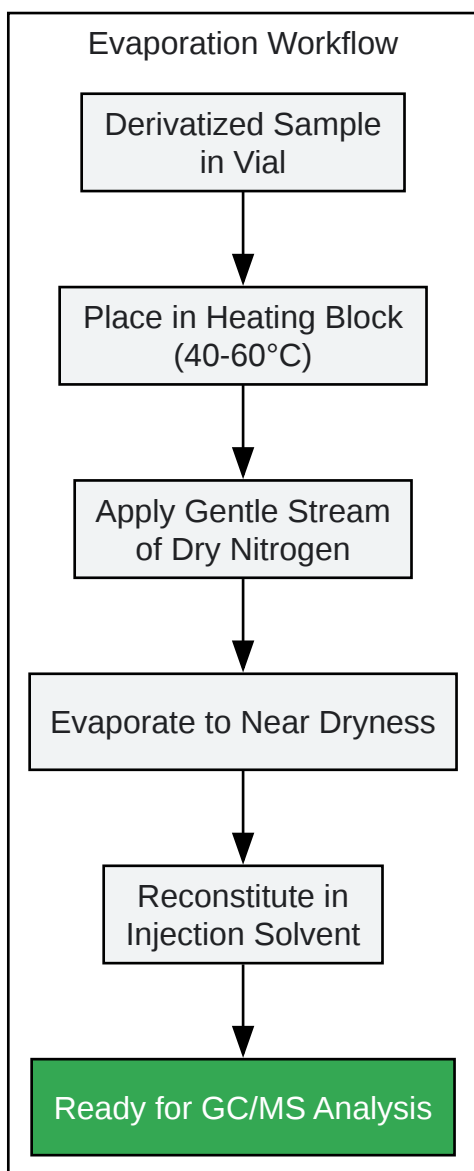 Evaporation Workflow
Derivatized Sample
in Vial
Place in Heating Block
(40-60°C)
Apply Gentle Stream
of Dry Nitrogen
Evaporate to Near Dryness
Reconstitute in
Injection Solvent
Ready for GC/MS Analysis